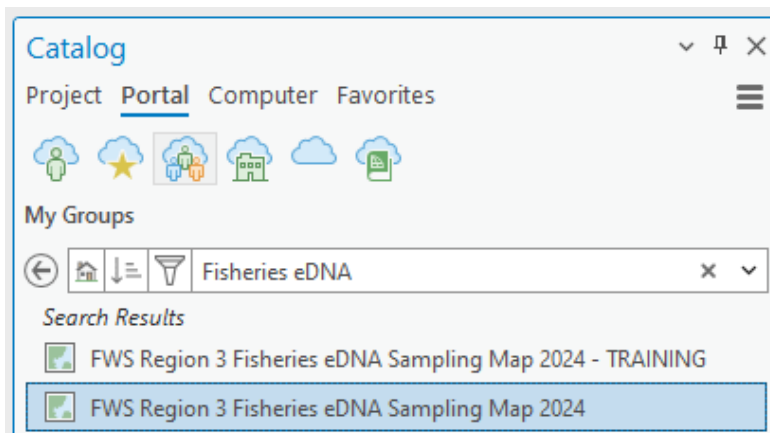 Catalog
Project Portal Computer Favorites
My Groups
Fisheries eDNA
Search Results
FWS Region 3 Fisheries eDNA Sampling Map 2024 - TRAINING
FWS Region 3 Fisheries eDNA Sampling Map 2024